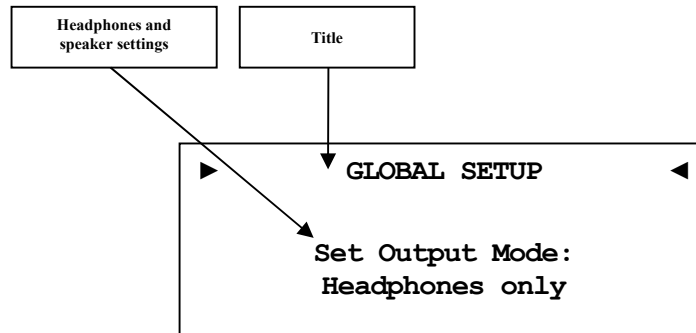 Headphones and
speaker settings
Title
► GLOBAL SETUP ◄
Set Output Mode:
Headphones only